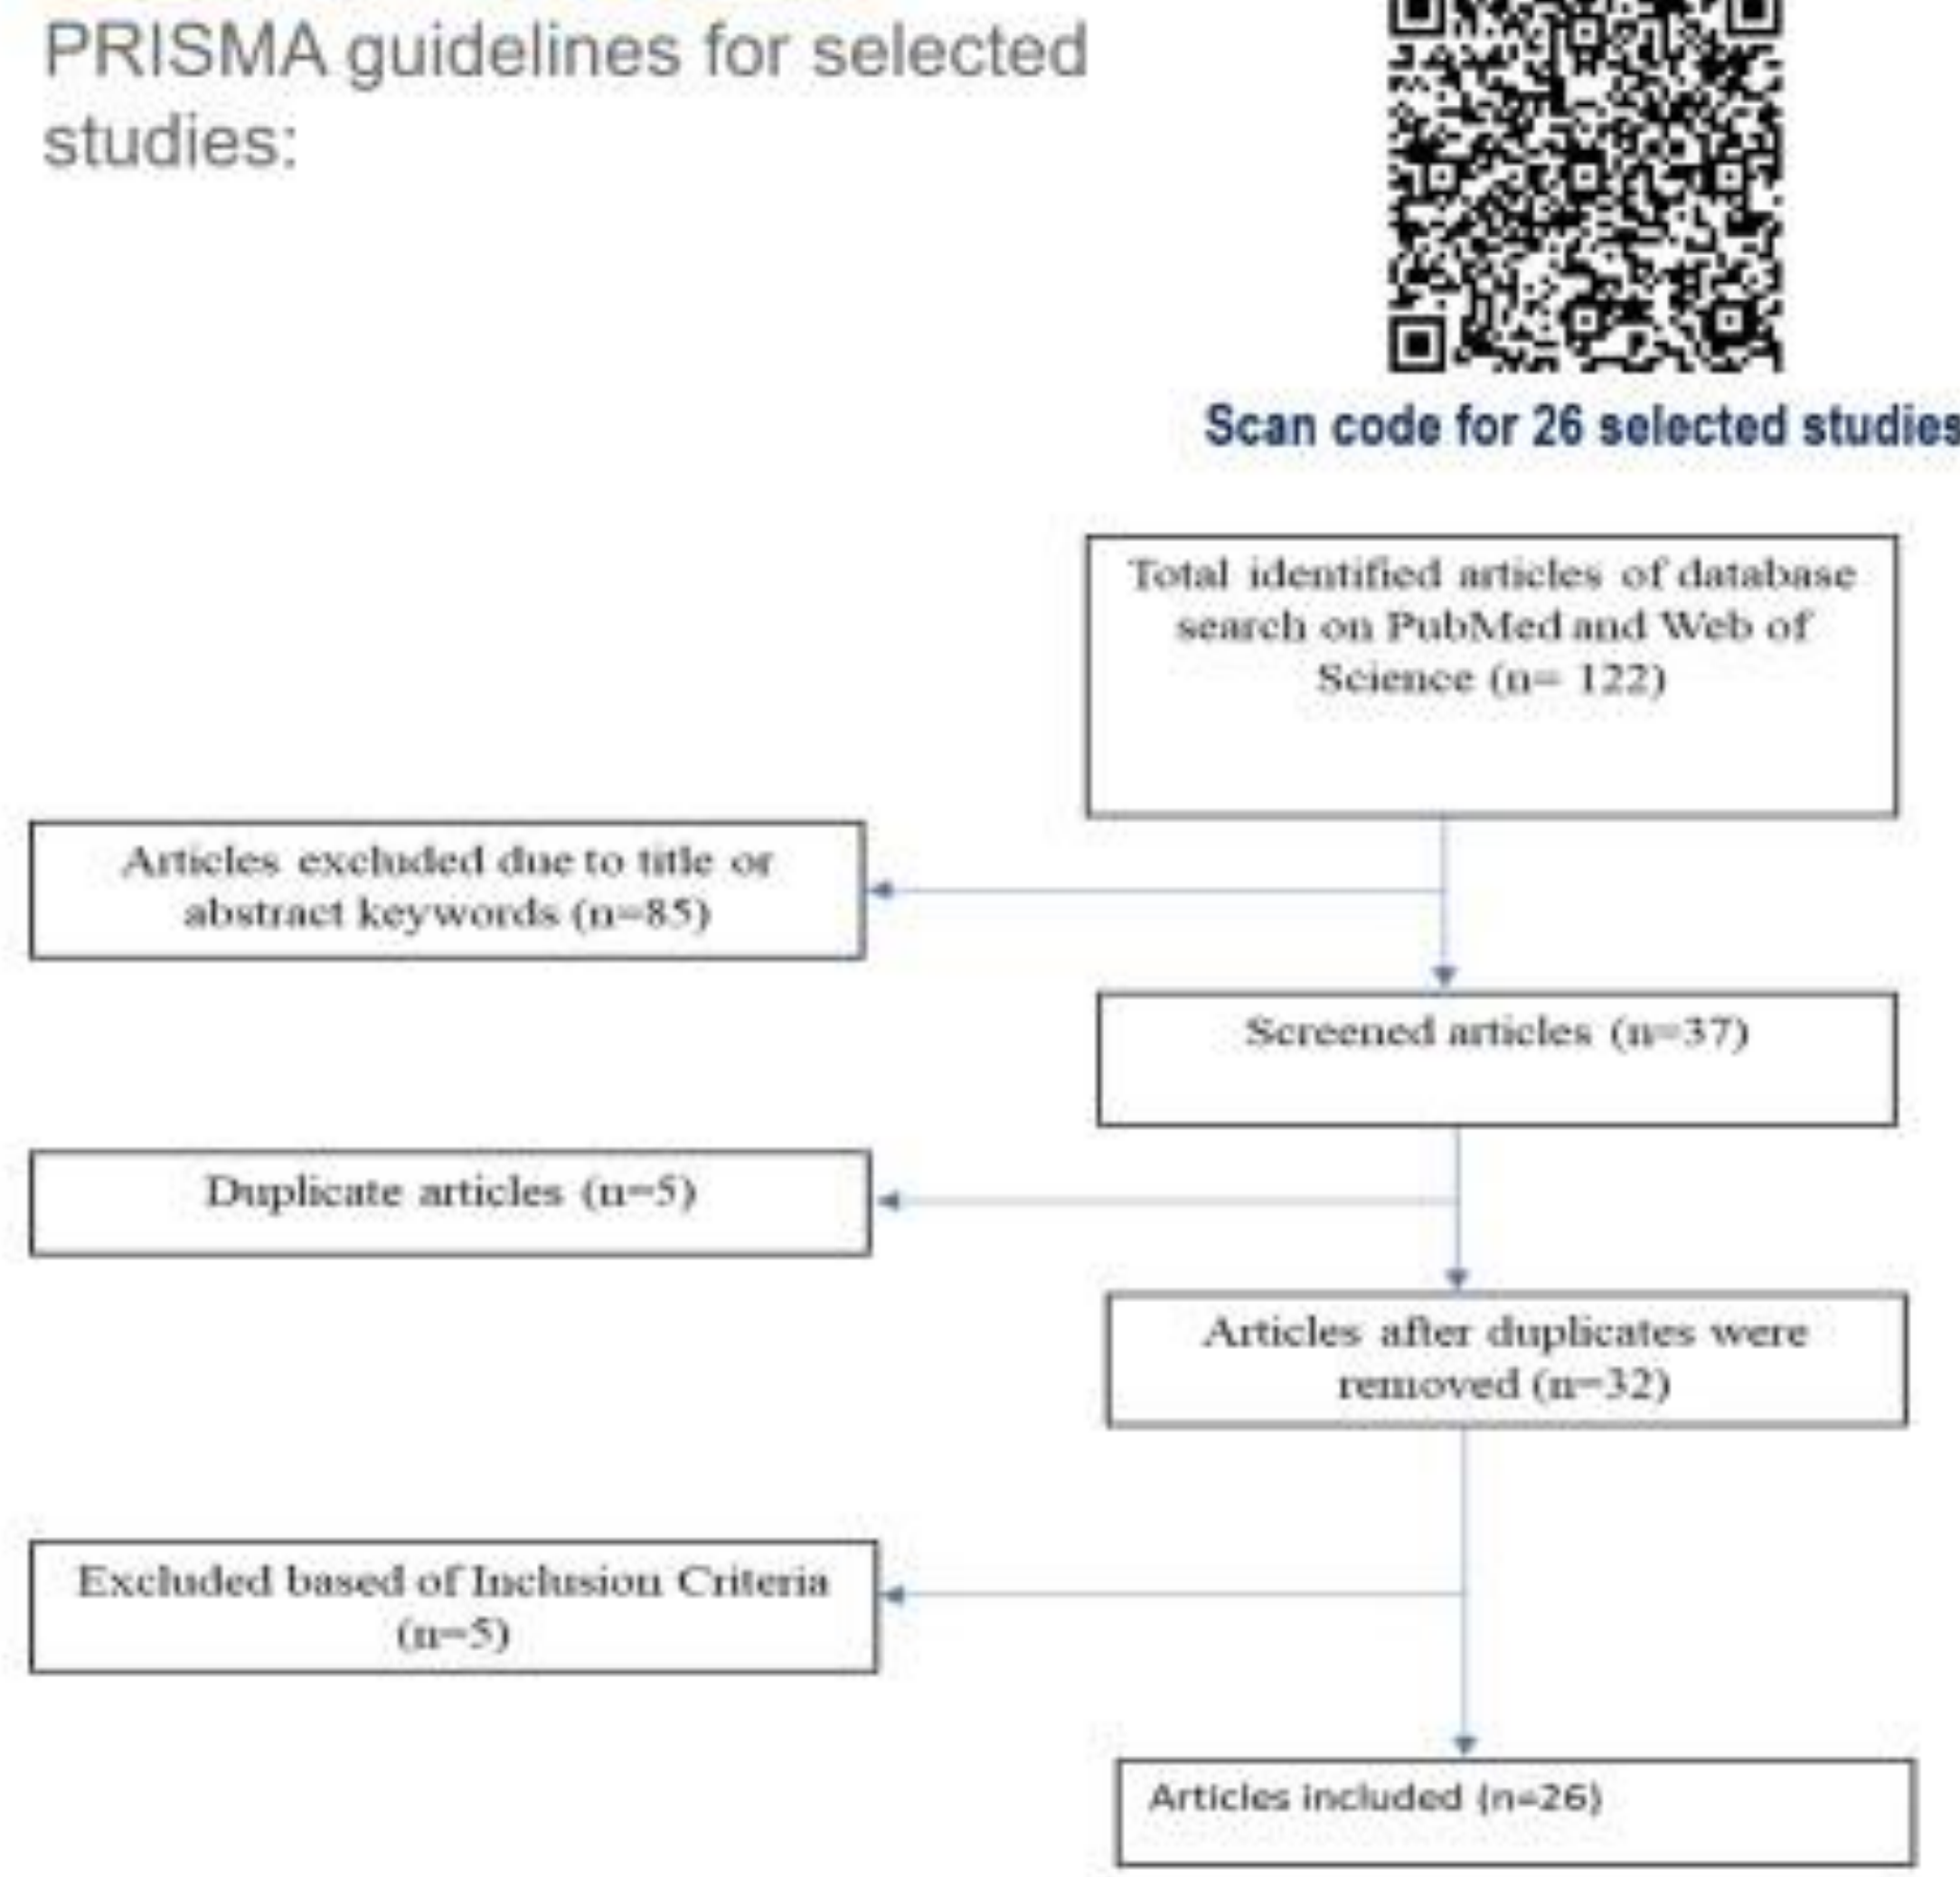 PRISMA guidelines for selected
studies:
Scan code for 26 selected studies
Total identified articles of database
search on PubMed and Web of
Science (n= 122)
Articles excluded due to title or
abstract keywords (n=85)
Screened articles (n=37)
Duplicate articles (n=5)
Articles after duplicates were
removed (n=32)
Excluded based of Inclusion Criteria
(n=5)
Articles included (n=26)